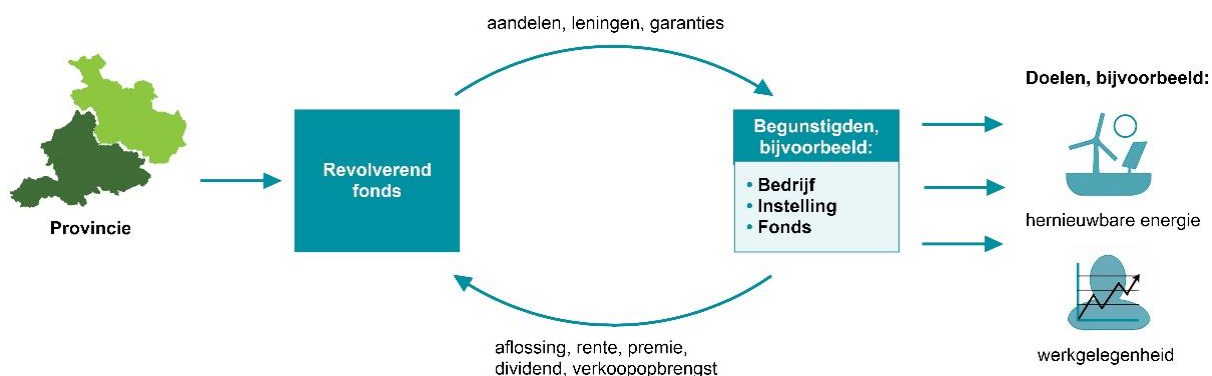 aandelen, leningen, garanties
Provincie
Revolverend
fonds
Begunstigden,
bijvoorbeeld:
• Bedrijf
• Instelling
• Fonds
Doelen, bijvoorbeeld:
hernieuwbare energie
werkgelegenheid
aflossing, rente, premie,
dividend, verkoopopbrengst